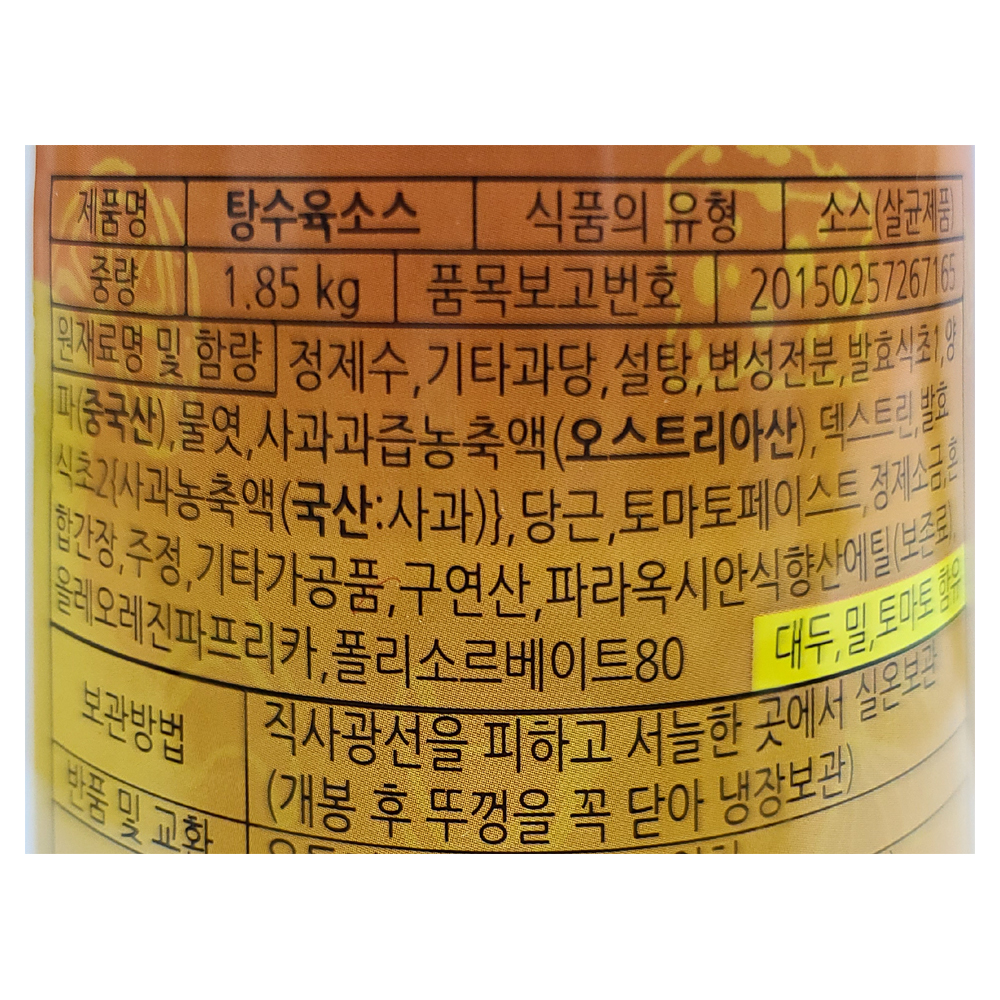 제품명 탕수육소스 식품의 유형 소스(살균제품)
중량 1.85 kg 품목보고번호 20150257267165
원재료명 및 함량 정제수,기타과당,설탕,변성전분,발효식초1,양
파(중국산),물엿,사과과즙농축액(오스트리아산),덱스트린,발효
식초2{사과농축액(국산:사과)},당근,토마토페이스트,정제소금,혼
합간장,주정,기타가공품,구연산,파라옥시안식향산에틸(보존료),
올레오레진파프리카,폴리소르베이트80 대두,밀,토마토 함유
보관방법 직사광선을 피하고 서늘한 곳에서 실온보관
(개봉 후 뚜껑을 꼭 닫아 냉장보관)
반품 및 교환